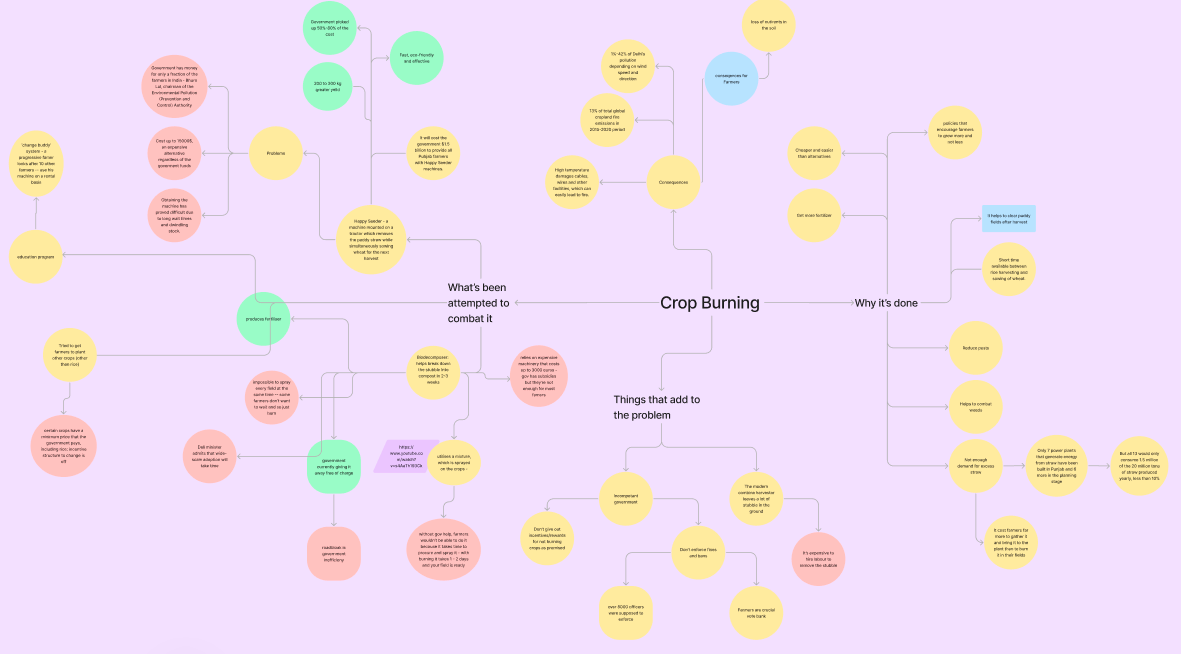 Government picked
up 50%-80% of the
cost
Fast, eco-friendly
and effective
200 to 300 kg
greater yield
Government has money
for only a fraction of the
farmers in India - Bhure
Lal, chairman of the
Environmental Pollution
(Prevention and
Control) Authority
Cost up to
an expensive
alternative
regardless of the
government funds
Obtaining the
machine has
proved difficult due
to long wait times
and dwindling
stock.
Problems
It will cost the
government $1.5
billion to provide all
Punjab farmers
with Happy Seeder
machines.
Happy Seeder - a
machine mounted on a
tractor which removes
the paddy straw while
simultaneously sowing
wheat for the next
harvest
'change buddy'
system - a
progressive farmer
looks after 10 other
farmers -- use his
machine on a rental
basis
education program
What's been
attempted to
combat it
produces fertiliser
Tried to get
farmers to plant
other crops (other
than rice)
certain crops have a
minimum price that the
government pays,
including rice: incentive
structure to change is
off
Biodecomposer:
helps break down
the stubble into
compost in 2-3
weeks
relies on expensive
machinery that costs
up to 3000 euros -
gov has subsidies
but they're not
enough for most
farmers
impossible to spray
every field at the
same time -- some
farmers don't want
to wait and so just
burn
Deli minister
admits that wide-
scale adoption will
take time
government
currently giving it
away free of charge
roadblock is
government
inefficiency
https://
www.youtube.co
m/watch?
utilises a mixture,
which is sprayed
on the crops -
without gov help, farmers
wouldn't be able to do it
because it takes time to
procure and spray it - with
burning it takes 1 - 2 days
and your field is ready
Crop Burning
Consequences
1%-42% of Delhi's
pollution
depending on wind
speed and
direction
13% of total global
cropland fire
emissions in
2010-2020 period
High temperature
damages cables,
wires and other
facilities, which can
easily lead to fire.
consequences for
Farmers
loss of nutrients in
the soil
Why it's done
policies that
encourage farmers
to grow more and
not less
Cheaper and easier
than alternatives
Get more fertilizer
It helps to clear paddy
fields after harvest
Short time
available between
rice harvesting and
sowing of wheat
Reduce pests
Helps to combat
weeds
Not enough
demand for excess
straw
Only 7 power plants
that generate energy
from straw have been
built in Punjab and 6
more in the planning
stage
But all 13 would only
consume 1.5 million
of the 20 million tons
of straw produced
yearly, less than 10%
It cost farmers far
more to gather it
and bring it to the
plant than to burn
it in their fields
Things that add to
the problem
Incompetent
government
The modern
combine harvester
leaves a lot of
stubble in the
ground
Don't give out
incentives/rewards
for not burning
crops as promised
Don't enforce fines
and bans
It's expensive to
hire labour to
remove the stubble
over 8000 officers
were supposed to
enforce
Farmers are crucial
vote bank